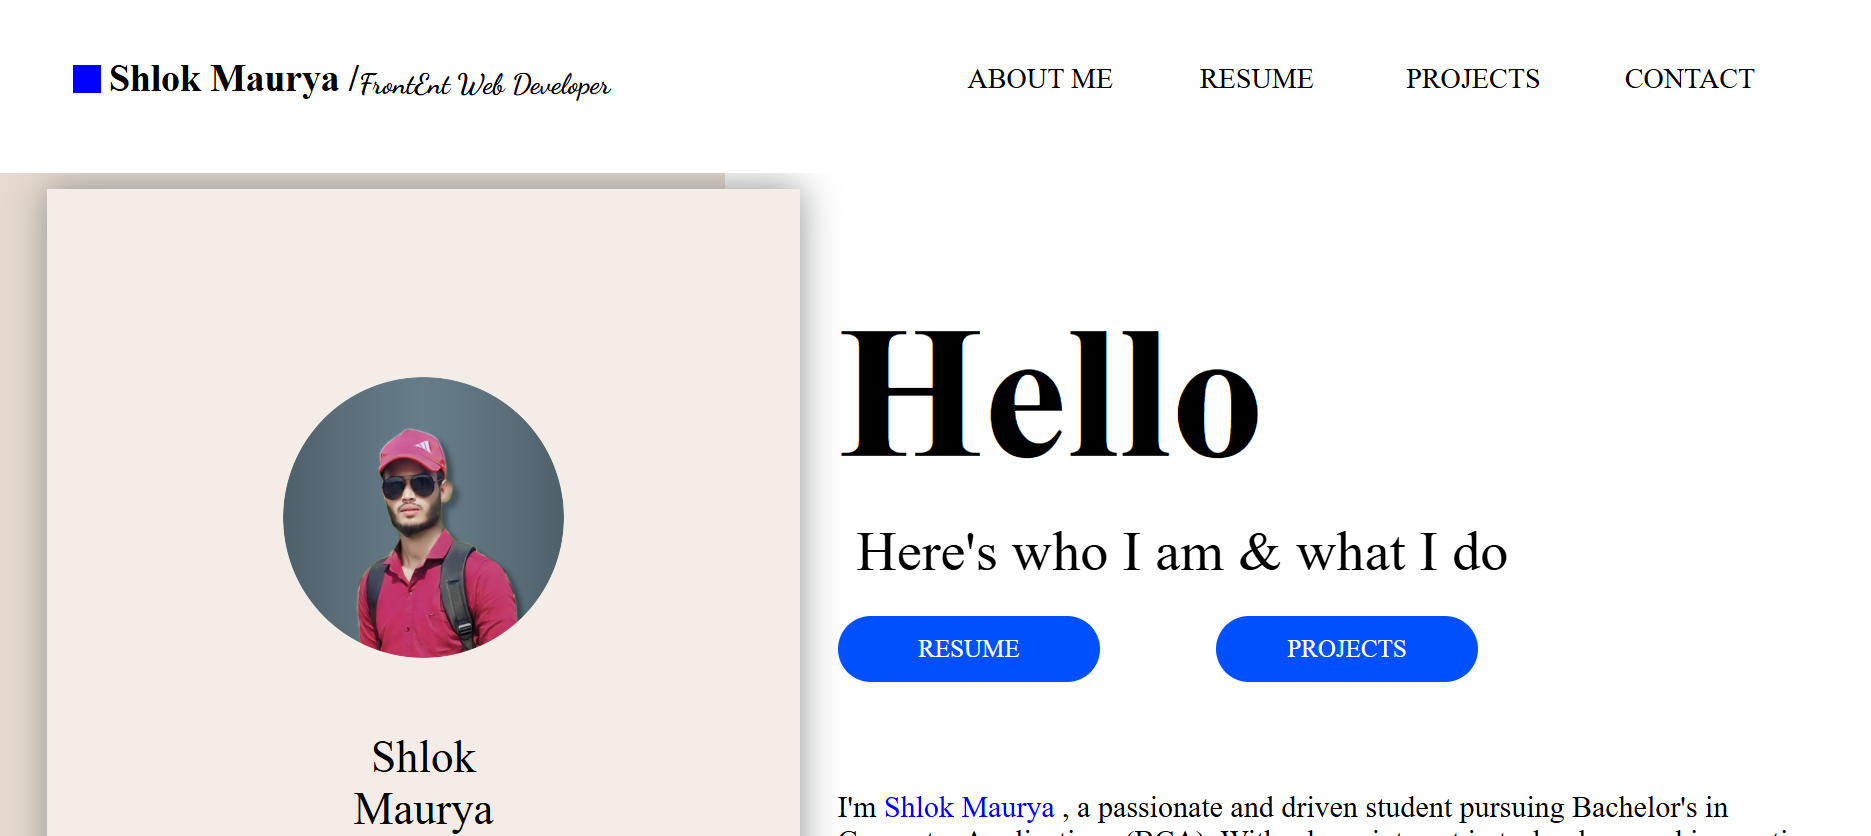 Shlok Maurya /FrontEnt Web Developer
ABOUT ME RESUME PROJECTS CONTACT
Hello
Here's who I am & what I do
RESUME PROJECTS
Shlok
Maurya
I'm Shlok Maurya , a passionate and driven student pursuing Bachelor's in